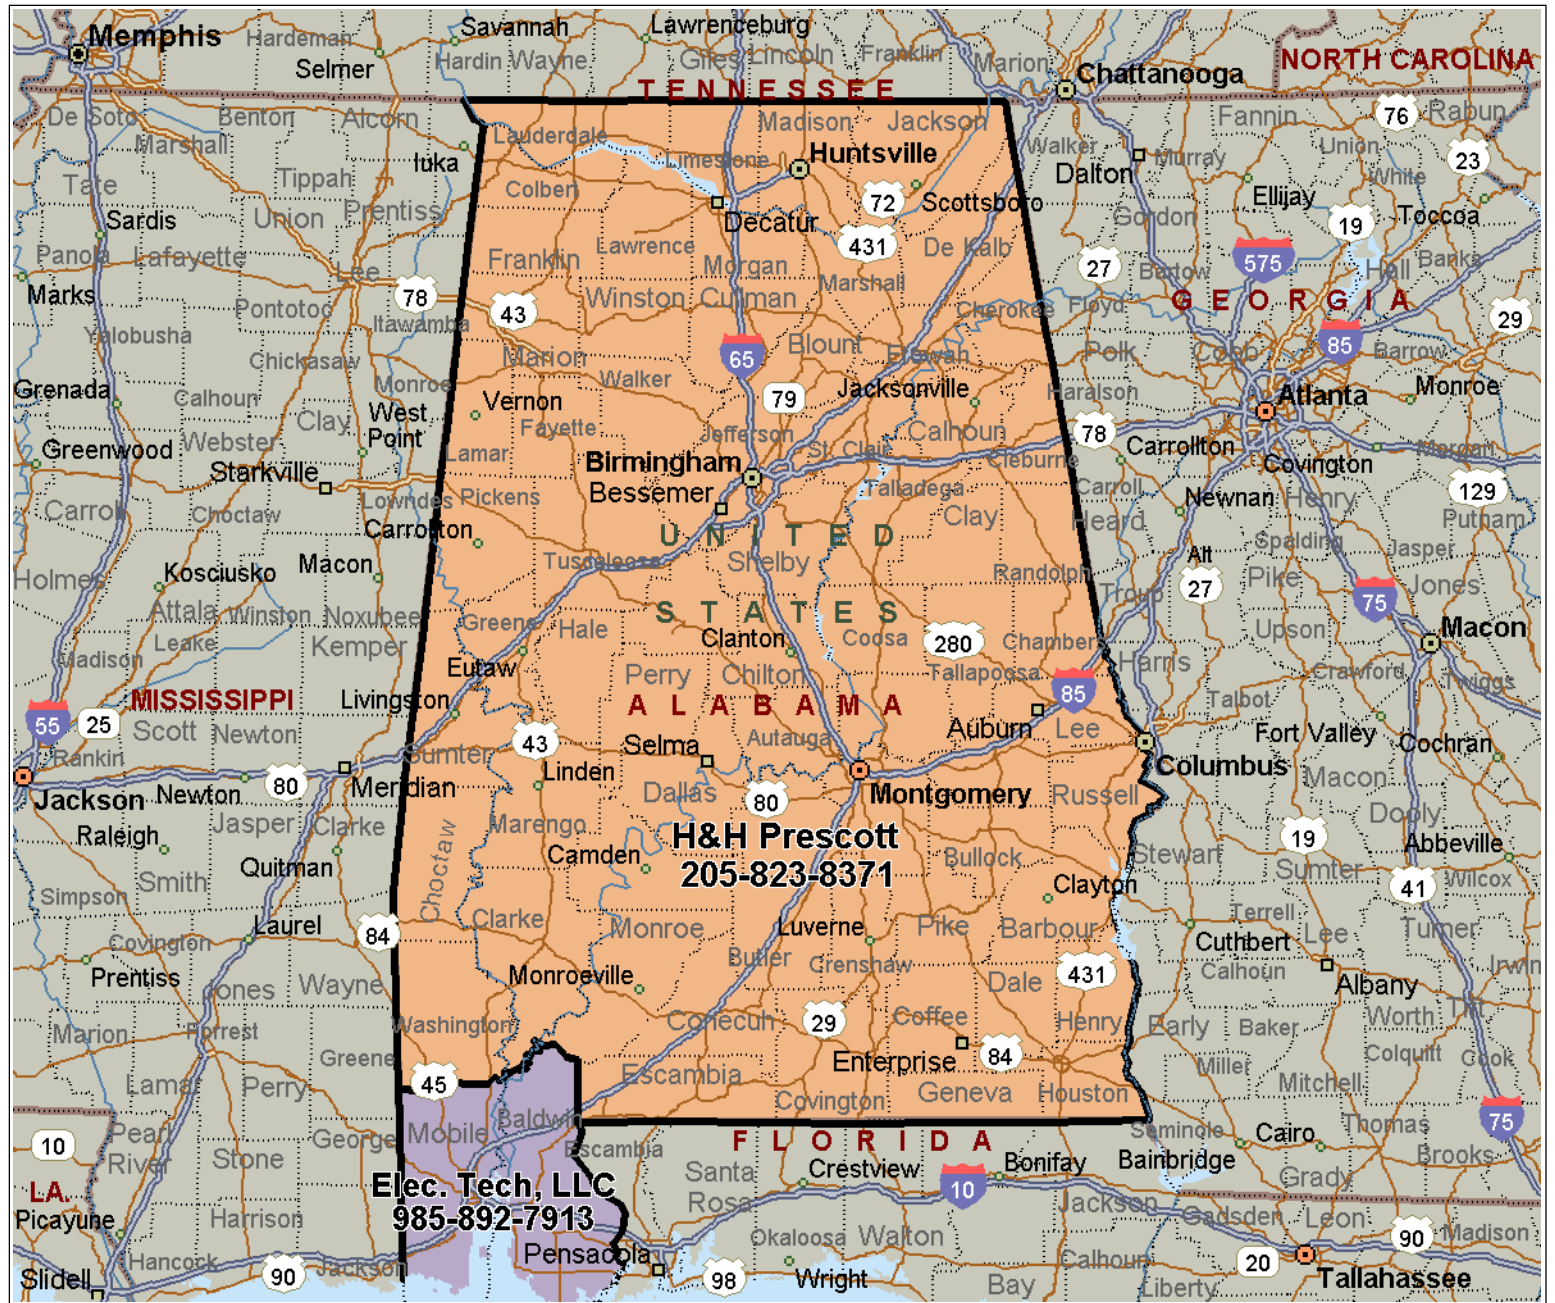 Memphis
Hardeman
Savannah
Lawrenceburg
Selmer
Hardin
Wayne
Giles
Lincoln
Franklin
Marion
Chattanooga
NORTH CAROLINA
TENNESSEE
De Soto
Benton
Alcorn
Marshall
Iuka
Lauderdale
Limestone
Madison
Jackson
Huntsville
Walker
Dalton
Murray
Fannin
76
Rabun
Union
23
White
Tate
Tippah
Prentiss
Union
Sardis
Colbert
Decatur
72
Scottsboro
Ellijay
Gordon
19
Toccoa
Panola
Lafayette
Lee
Franklin
Lawrence
Morgan
431
De Kalb
27
Bartow
575
Hall
Banks
Marks
78
Pontotoc
Itawamba
43
Winston
Cullman
Marshall
Cherokee
Floyd
GEORGIA
29
Yalobusha
Chickasaw
Marion
65
Blount
Etowah
Polk
Cobb
85
Barrow
Grenada
Calhoun
Monroe
Walker
79
Jacksonville
Haralson
Atlanta
Monroe
West
Point
Clay
Vernon
Fayette
Jefferson
St. Clair
Calhoun
78
Carrollton
Greenwood
Webster
Starkville
Lamar
Birmingham
Bessemer
Cleburne
Covington
Morgan
Carroll
Choctaw
Lowndes
Pickens
Carrollton
Talladega
Clay
Carroll
Heard
Newnan
Henry
129
Putnam
UNITED
Shelby
Tuscaloosa
Macon
Holmes
Kosciusko
Randolph
Alt
27
Spalding
Jasper
Pike
Jones
Troup
75
Attala
Winston
Noxubee
Leake
Kemper
Madison
STATES
Greene
Hale
Clanton
Coosa
280
Chambers
Upson
Macon
Eutaw
Perry
Chilton
Tallapoosa
85
Harris
Crawford
Twiggs
MISSISSIPPI
Livingston
ALABAMA
Talbot
55
25
Scott
Newton
Rankin
Sumter
43
Selma
Autauga
Auburn
Lee
Fort Valley
Cochran
Jackson
Newton
80
Meridian
Linden
Dallas
80
Montgomery
Russell
Columbus
Macon
Dooly
Raleigh
Jasper
Clarke
Marengo
H&H Prescott
205-823-8371
19
Abbeville
Quitman
Choctaw
Camden
Bullock
Stewart
Sumter
Simpson
Smith
Clayton
41
Wilcox
Laurel
84
Clarke
Monroe
Luverne
Pike
Barbour
Terrell
Lee
Turner
Covington
Cuthbert
Prentiss
Butler
Crenshaw
Calhoun
Irwin
Jones
Wayne
Monroeville
Dale
431
Albany
Marion
Forrest
Washington
Conecuh
29
Coffee
Henry
Early
Baker
Worth
Tift
Greene
Enterprise
84
Miller
Colquitt
Cook
Lamar
Perry
45
Escambia
Covington
Geneva
Houston
Mitchell
75
10
Pearl
River
George
Mobile
Baldwin
Escambia
FLORIDA
Seminole
Cairo
Thomas
Brooks
Stone
Santa
Rosa
Crestview
Bonifay
Bainbridge
Grady
LA.
Picayune
Elec. Tech, LLC
985-892-7913
10
Jackson
Gadsden
Leon
Harrison
Okaloosa
Walton
90
Madison
Hancock
Jackson
Pensacola
Calhoun
20
Slidell
90
98
Wright
Bay
Liberty
Tallahassee